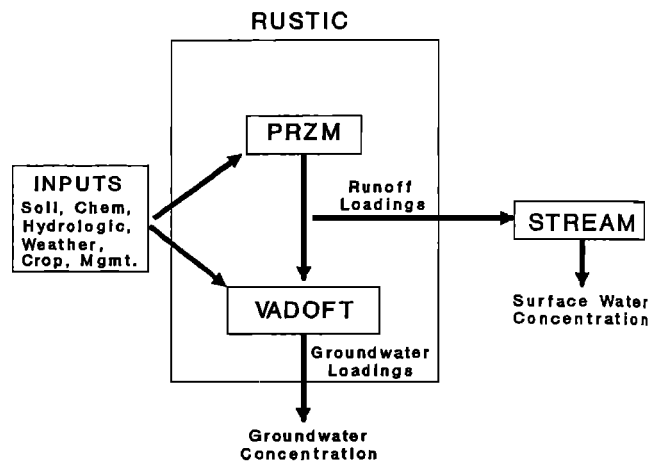 RUSTIC
PRZM
INPUTS
Soil, Chem,
Hydrologic,
Weather,
Crop, Mgmt.
Runoff
Loadings
STREAM
Surface Water
Concentration
VADOFT
Groundwater
Loadings
Groundwater
Concentration